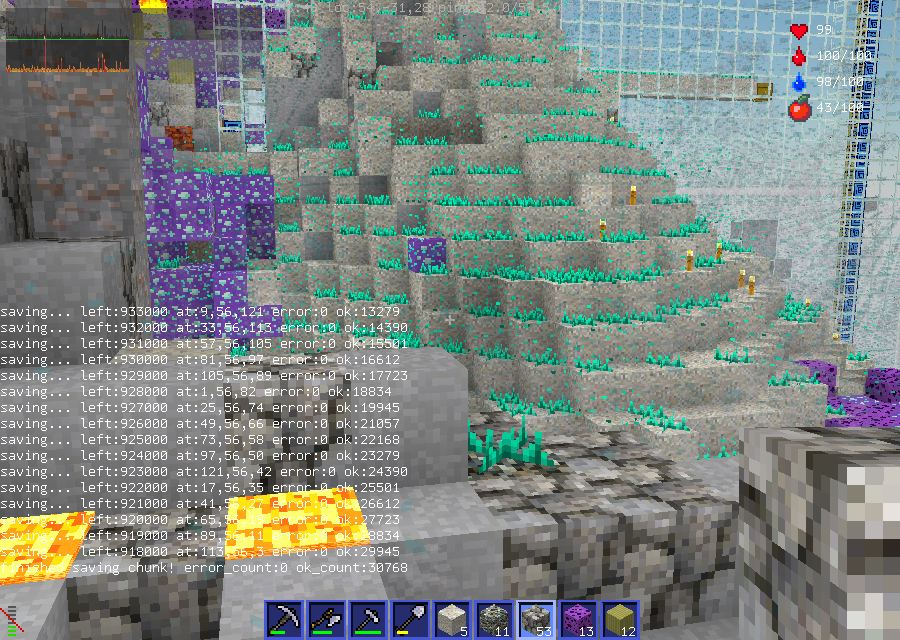 99
100/100
98/100
43/100
saving... left:933000 at:9,56,121 error:0 ok:13279
saving... left:932000 at:33,56,113 error:0 ok:14390
saving... left:931000 at:57,56,105 error:0 ok:15501
saving... left:930000 at:81,56,97 error:0 ok:16612
saving... left:929000 at:105,56,89 error:0 ok:17723
saving... left:928000 at:1,56,82 error:0 ok:18834
saving... left:927000 at:25,56,74 error:0 ok:19945
saving... left:926000 at:49,56,66 error:0 ok:21057
saving... left:925000 at:73,56,58 error:0 ok:22168
saving... left:924000 at:97,56,50 error:0 ok:23279
saving... left:923000 at:121,56,42 error:0 ok:24390
saving... left:922000 at:17,56,35 error:0 ok:25501
saving... left:921000 at:41,56,27 error:0 ok:26612
saving... left:920000 at:65, error:0 ok:27723
saving... left:919000 at:89, error:0 ok:28834
saving... left:918000 at:113,56,3 error:0 ok:29945
finished saving chunk! error_count:0 ok_count:30768
5
11
53
13
12